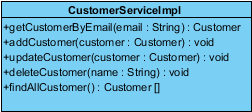 CustomerServiceImpl
+getCustomerByEmail(email : String) : Customer
+addCustomer(customer : Customer) : void
+updateCustomer(customer : Customer) : void
+deleteCustomer(name : String) : void
+findAllCustomer() : Customer []